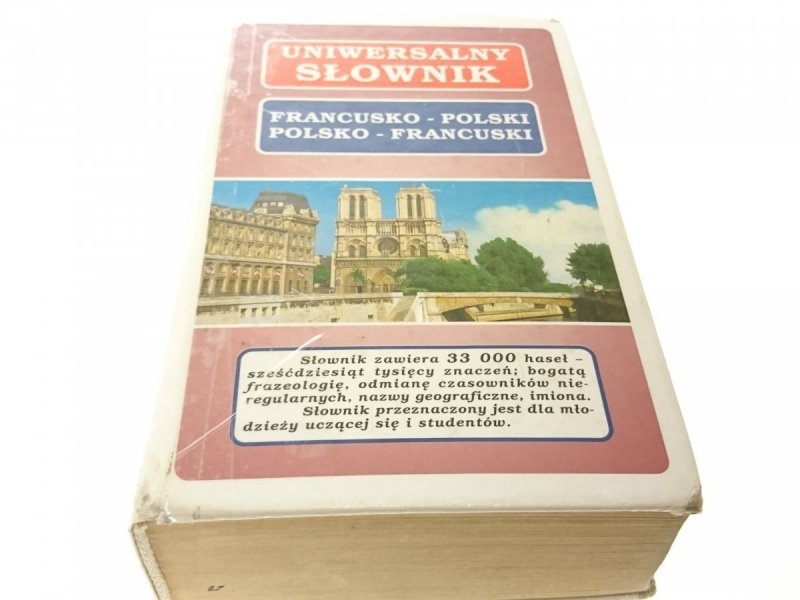 UNIWERSALNY
SŁOWNIK
FRANCUSKO - POLSKI
POLSKO - FRANCUSKI
Słownik zawiera 33 000 haseł –
sześćdziesiąt tysięcy znaczeń; bogatą
frazeologię, odmianę czasowników nie-
regularnych, nazwy geograficzne, imiona.
Słownik przeznaczony jest dla mło-
dzieży uczącej się i studentów.